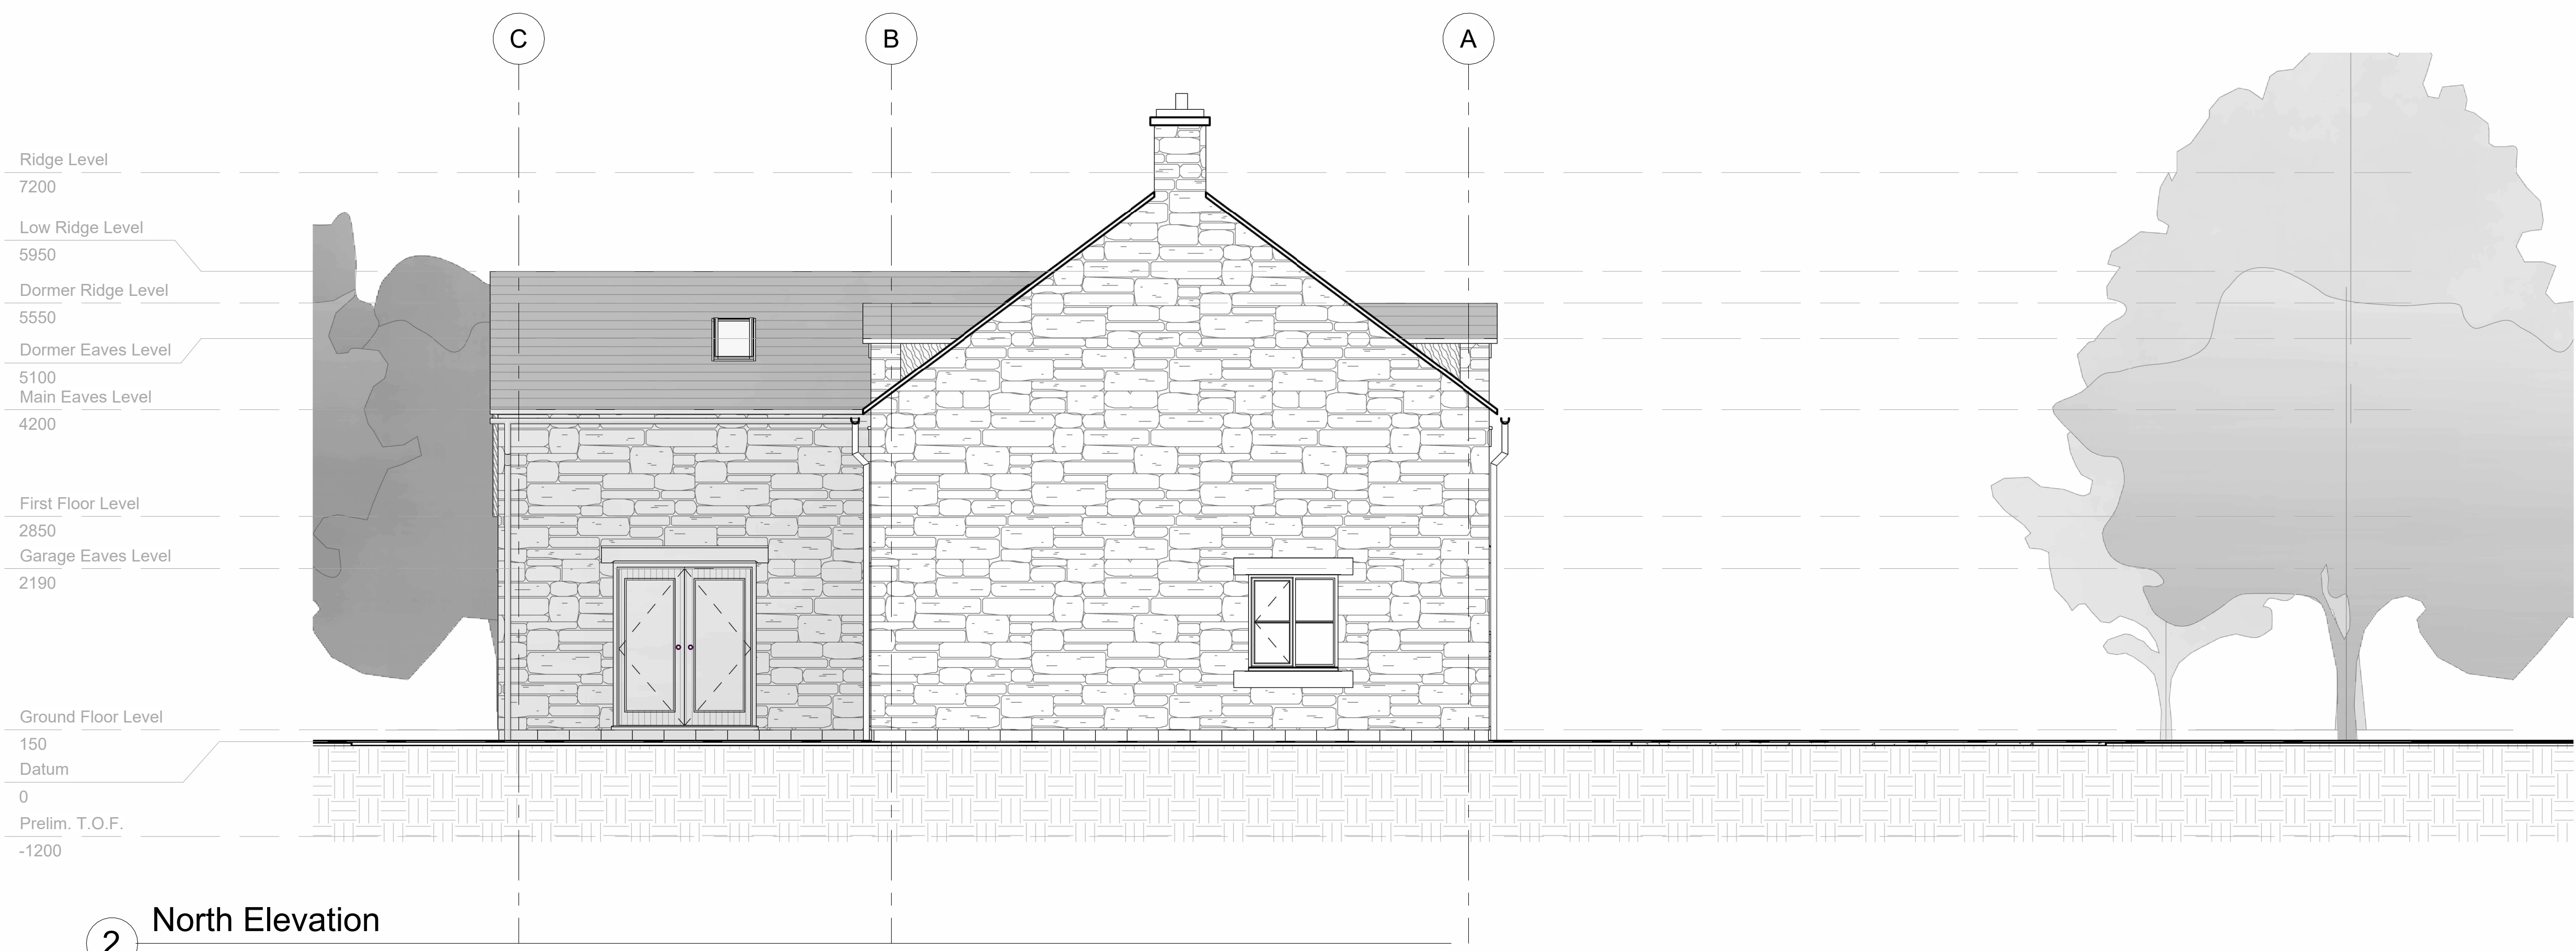 C B A
Ridge Level
7200
Low Ridge Level
5950
Dormer Ridge Level
5550
Dormer Eaves Level
5100
Main Eaves Level
4200
First Floor Level
2850
Garage Eaves Level
2190
Ground Floor Level
150
Datum
0
Prelim. T.O.F.
-1200
North Elevation
2